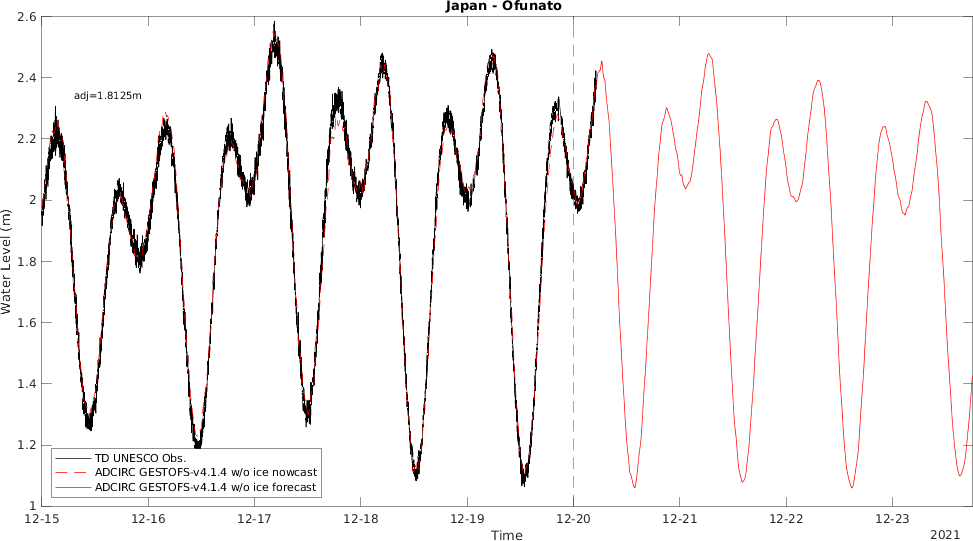 Japan - Ofunato
2.6
2.4
2.2
2
1.8
1.6
1.4
1.2
1
Water Level (m)
adj=1.8125m
TD UNESCO Obs.
ADCIRC GESTOFS-v4.1.4 w/o ice nowcast
ADCIRC GESTOFS-v4.1.4 w/o ice forecast
12-15 12-16 12-17 12-18 12-19 12-20 12-21 12-22 12-23
Time
2021